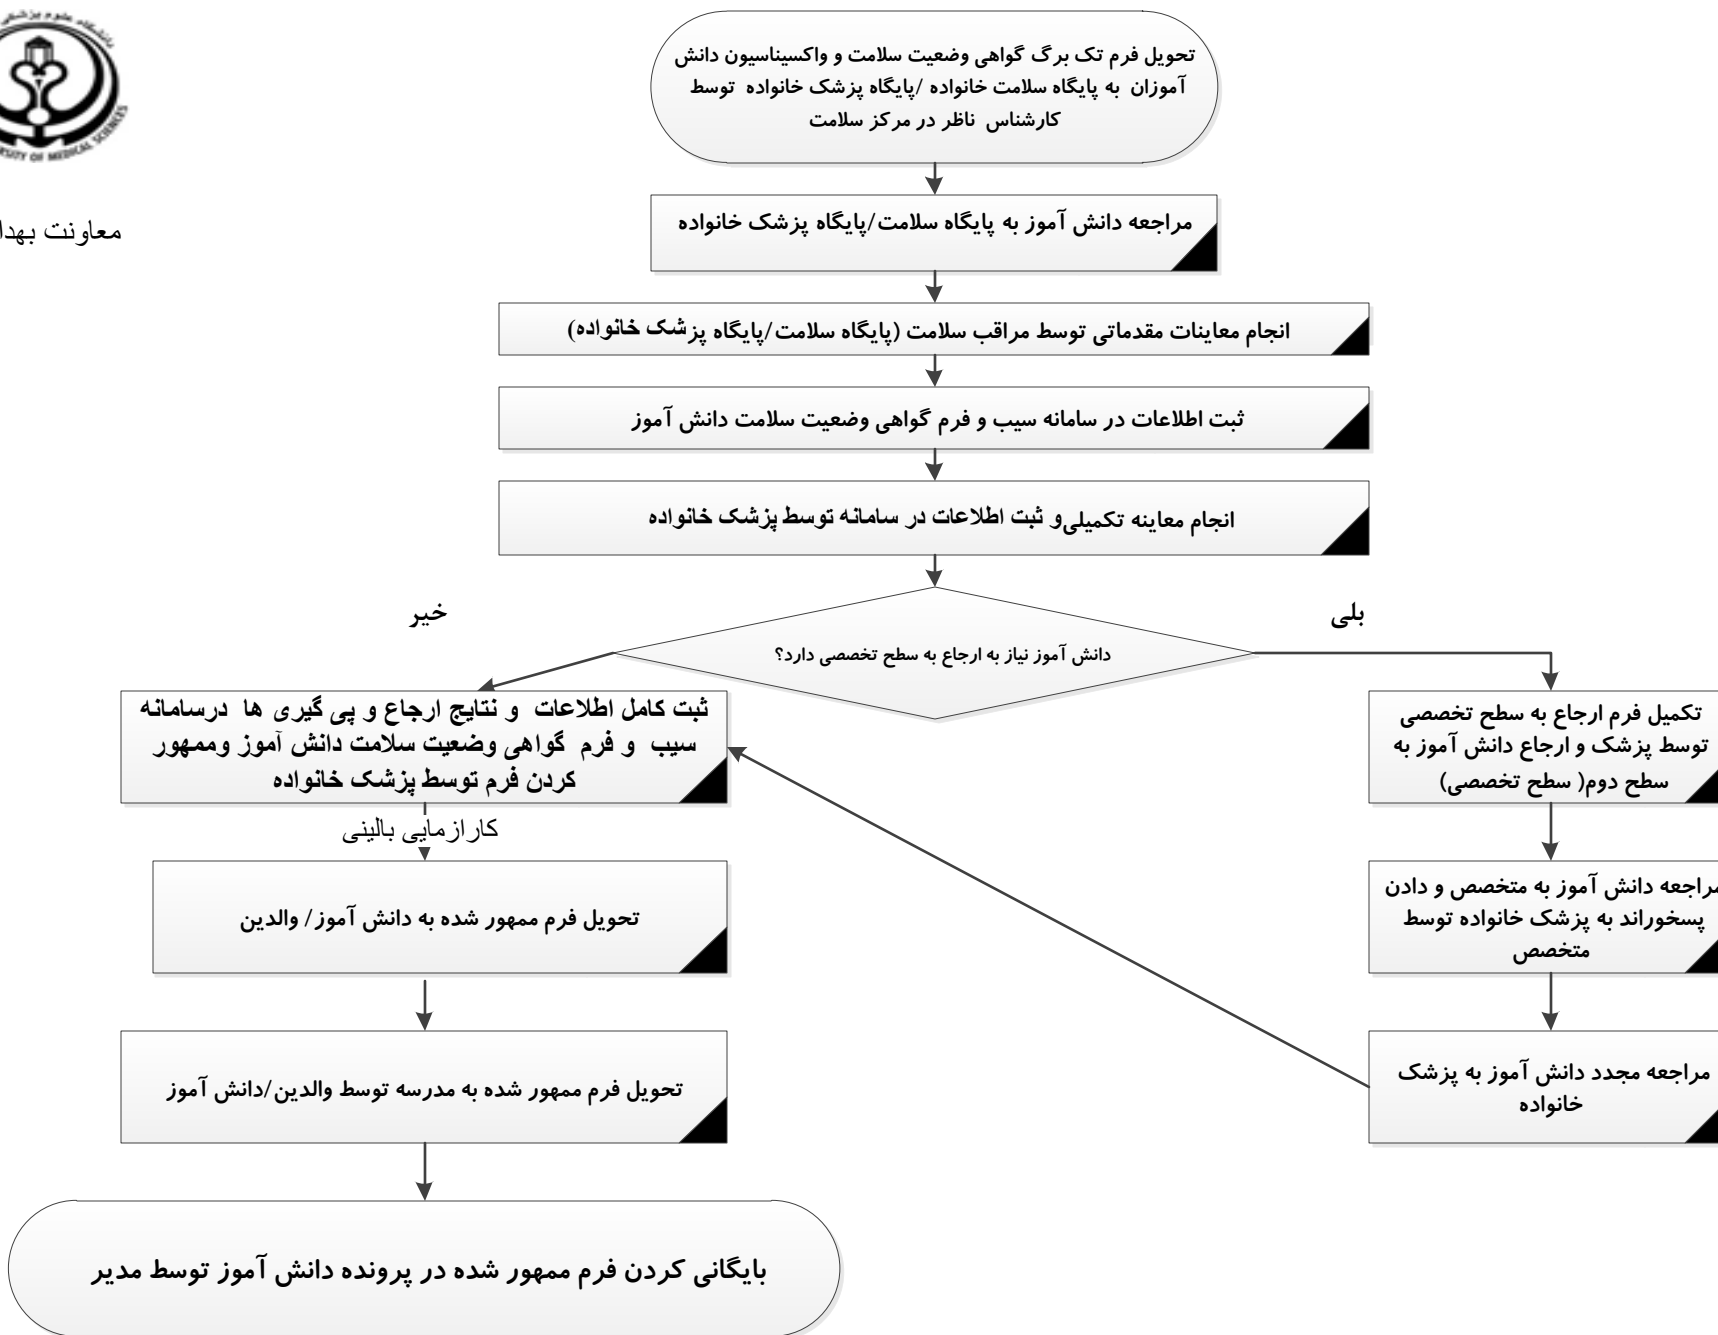 دانشگاه علوم پزشکی
UNIVERSITY OF MEDICAL SCIENCES
معاونت
تحویل فرم تک برگ گواهی وضعیت سلامت و واکسیناسیون دانش
آموزان به پایگاه سلامت خانواده /پایگاه پزشک خانواده توسط
کارشناس ناظر در مرکز سلامت
مراجعه دانش آموز به پایگاه سلامت/پایگاه پزشک خانواده
انجام معاینات مقدماتی توسط مراقب سلامت (پایگاه سلامت/پایگاه پزشک خانواده)
ثبت اطلاعات در سامانه سیب و فرم گواهی وضعیت سلامت دانش آموز
انجام معاینه تکمیلی و ثبت اطلاعات در سامانه توسط پزشک خانواده
خیر
بلی
دانش آموز نیاز به ارجاع به سطح تخصصی دارد؟
تکمیل فرم ارجاع به سطح تخصصی
توسط پزشک و ارجاع دانش آموز به
سطح دوم( سطح تخصصی)
مراجعه دانش آموز به متخصص و دادن
پسخوراند به پزشک خانواده توسط
متخصص
مراجعه مجدد دانش آموز به پزشک
خانواده
ثبت کامل اطلاعات و نتایج ارجاع و پی گیری ها درسامانه
سیب و فرم گواهی وضعیت سلامت دانش آموز وممهور
کردن فرم توسط پزشک خانواده
کارازمایی بالینی
تحویل فرم ممهور شده به دانش آموز/ والدین
تحویل فرم ممهور شده به مدرسه توسط والدین/دانش آموز
بایگانی کردن فرم ممهور شده در پرونده دانش آموز توسط مدیر